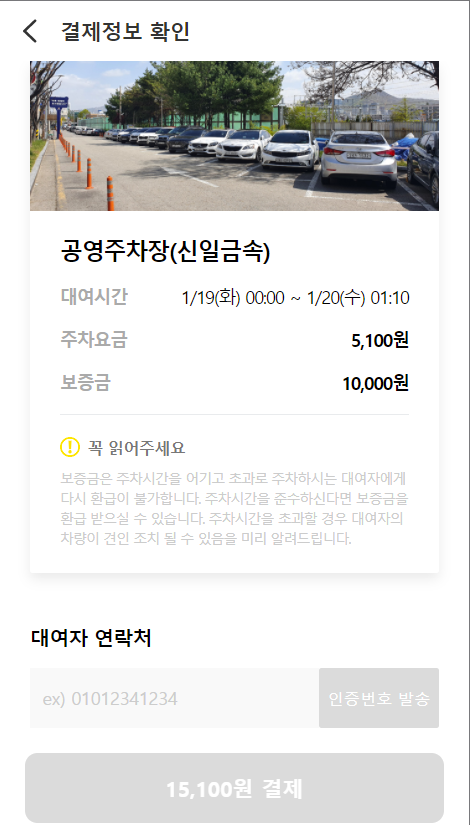 결제정보 확인
공영주차장(신일금속)
대여시간 1/19(화) 00:00 ~ 1/20(수) 01:10
주차요금 5,100원
보증금 10,000원
! 꼭 읽어주세요
보증금은 주차시간을 어기고 초과로 주차하시는 대여자에게
다시 환급이 불가합니다. 주차시간을 준수하신다면 보증금을
환급 받으실 수 있습니다. 주차시간을 초과할 경우 대여자의
차량이 견인 조치 될 수 있음을 미리 알려드립니다.
대여자 연락처
ex) 01012341234 인증번호 발송
15,100원 결제